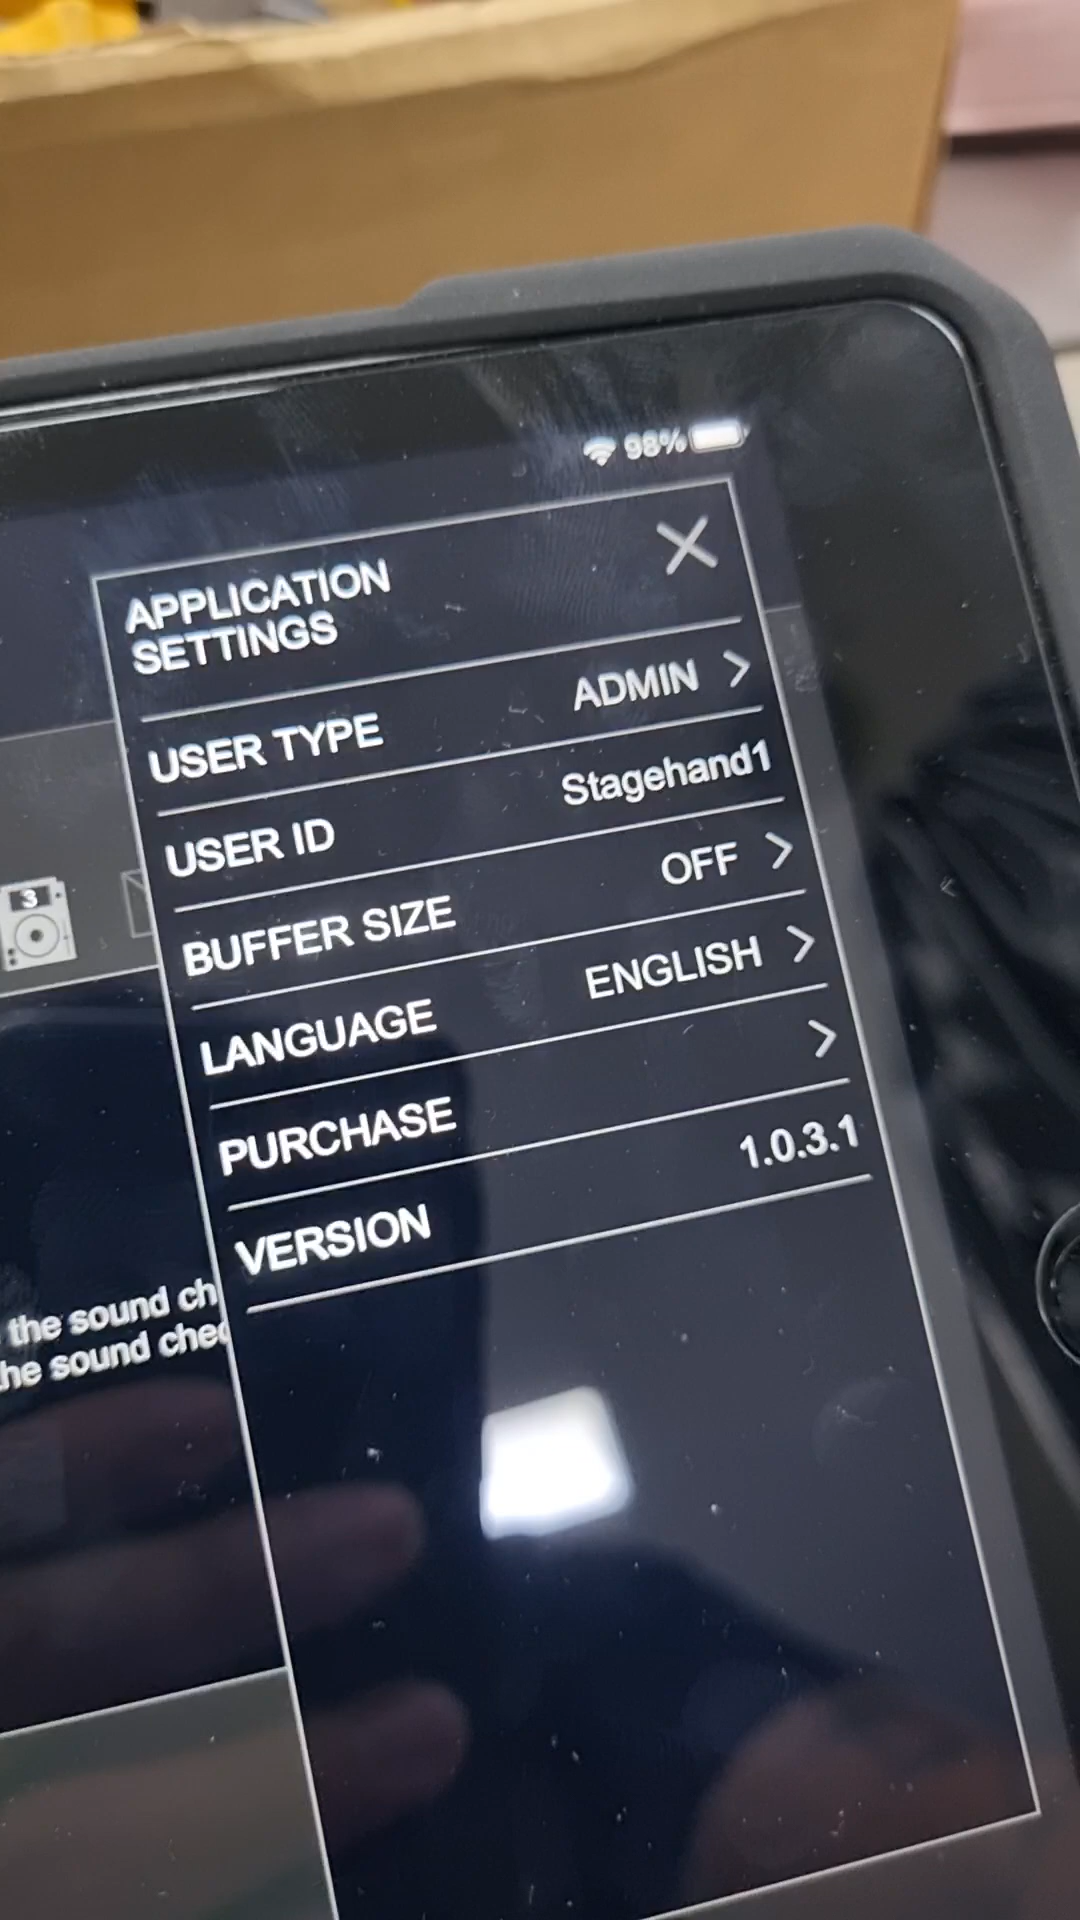 98%
APPLICATION
SETTINGS
USER TYPE ADMIN
USER ID Stagehand1
BUFFER SIZE OFF
LANGUAGE ENGLISH
PURCHASE
VERSION 1.0.3.1
3
the sound ch
he sound chec